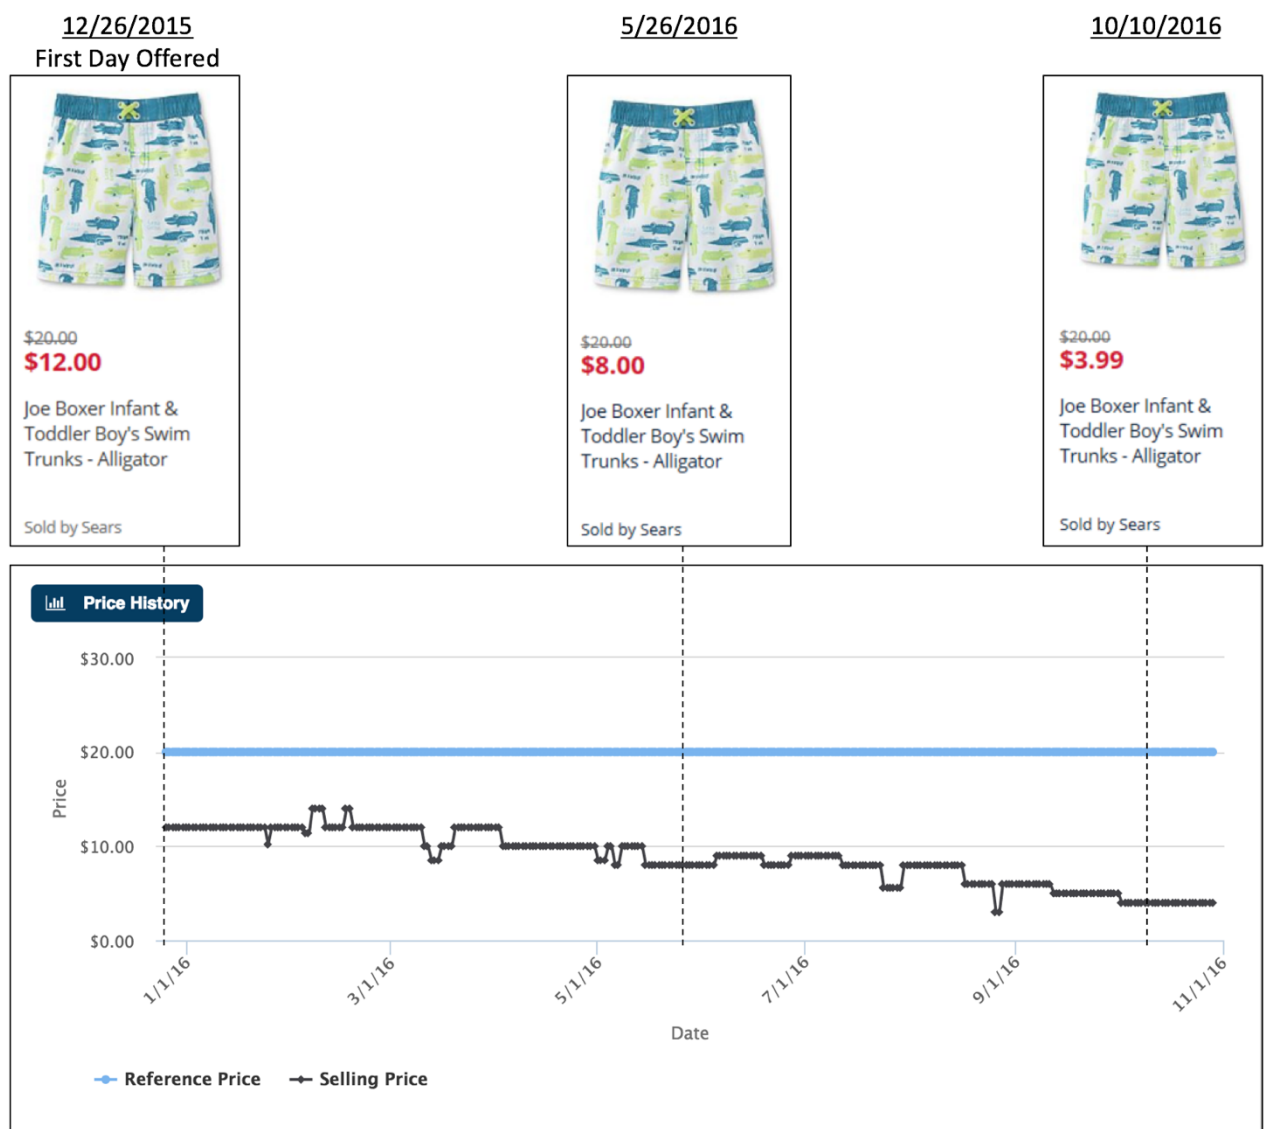 12/26/2015
First Day Offered
$20.00
$12.00
Joe Boxer Infant &
Toddler Boy's Swim
Trunks - Alligator
Sold by Sears
5/26/2016
$20.00
$8.00
Joe Boxer Infant &
Toddler Boy's Swim
Trunks - Alligator
Sold by Sears
10/10/2016
$20.00
$3.99
Joe Boxer Infant &
Toddler Boy's Swim
Trunks - Alligator
Sold by Sears
Price History
$30.00
$20.00
$10.00
$0.00
Price
1/1/16
3/1/16
5/1/16
7/1/16
9/1/16
11/1/16
Date
Reference Price
Selling Price